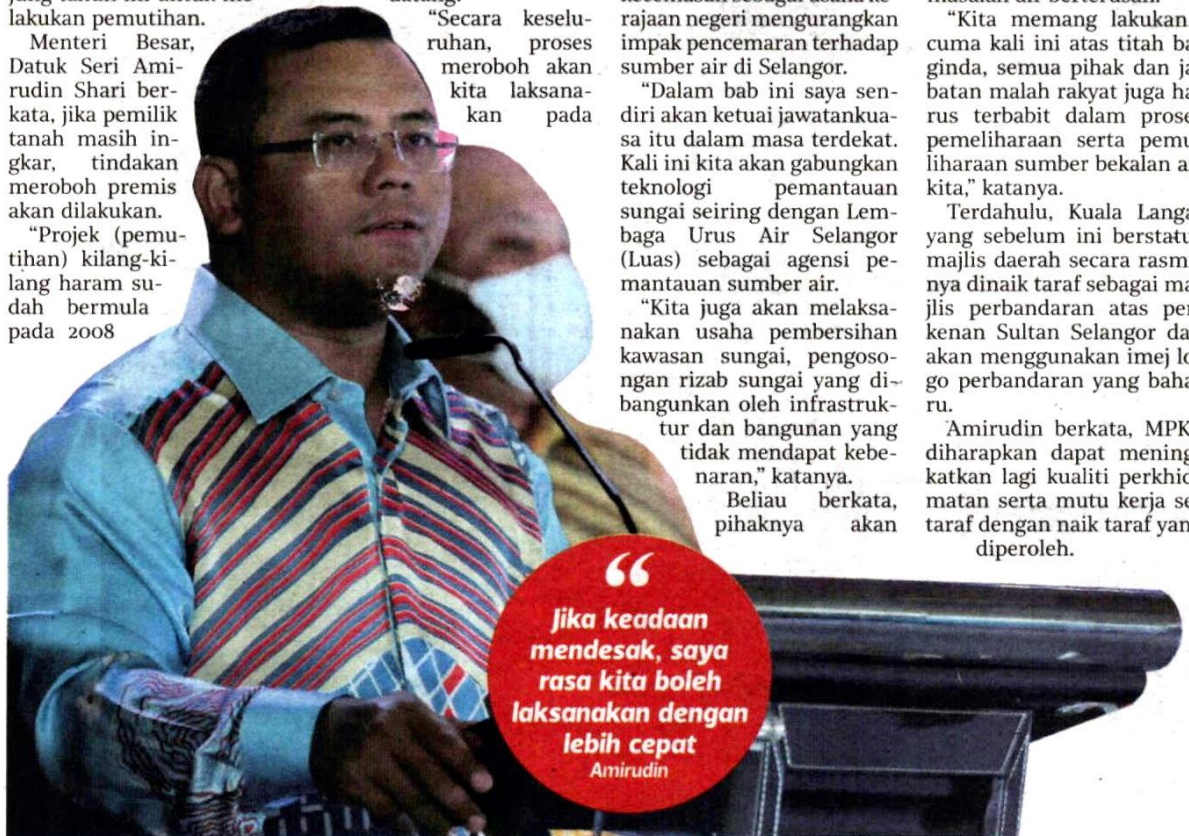 lakukan pemutihan.
Menteri Besar,
Datuk Seri Ami-
rudin Shari ber-
kata, jika pemilik
tanah masih in-
gkar, tindakan
meroboh premis
akan dilakukan.
"Projek (pemu-
tihan) kilang-ki-
lang haram su-
dah bermula
pada 2008
"Secara keselu-
ruhan, proses
meroboh akan
kita laksana-
kan pada
rajaan negeri mengurangkan
impak pencemaran terhadap
sumber air di Selangor.
"Dalam bab ini saya sen-
diri akan ketuai jawatankua-
sa itu dalam masa terdekat.
Kali ini kita akan gabungkan
teknologi pemantauan
sungai seiring dengan Lem-
baga Urus Air Selangor
(Luas) sebagai agensi pe-
mantauan sumber air.
"Kita juga akan melaksa-
nakan usaha pembersihan
kawasan sungai, pengoso-
ngan rizab sungai yang di-
bangunkan oleh infrastruk-
tur dan bangunan yang
tidak mendapat kebe-
naran," katanya.
Beliau berkata,
pihaknya akan
"Kita memang lakukan
cuma kali ini atas titah ba
ginda, semua pihak dan ja
batan malah rakyat juga ha
rus terbabit dalam prose
pemeliharaan serta pemu
liharaan sumber bekalan a
kita," katanya.
Terdahulu, Kuala Langa
yang sebelum ini berstatu
majlis daerah secara rasm
nya dinaik taraf sebagai ma
jlis perbandaran atas per
kenan Sultan Selangor da
akan menggunakan imej lo
go perbandaran yang baha
ru.
Amirudin berkata, MPK
diharapkan dapat mening
katkan lagi kualiti perkhid
matan serta mutu kerja se
taraf dengan naik taraf yan
diperoleh.
“
Jika keadaan
mendesak, saya
rasa kita boleh
laksanakan dengan
lebih cepat
Amirudin